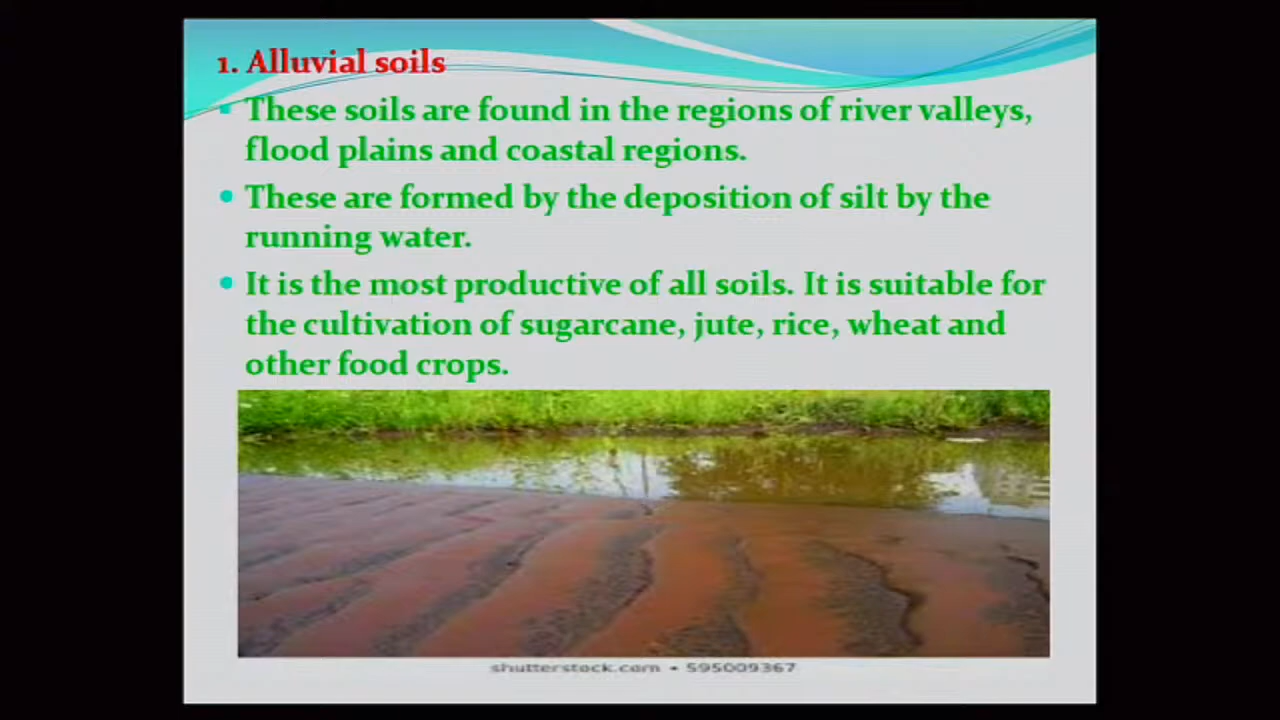 1. Alluvial soils
These soils are found in the regions of river valleys,
flood plains and coastal regions.
These are formed by the deposition of silt by the
running water.
It is the most productive of all soils. It is suitable for
the cultivation of sugarcane, jute, rice, wheat and
other food crops.
shutterstock.com • 595009367